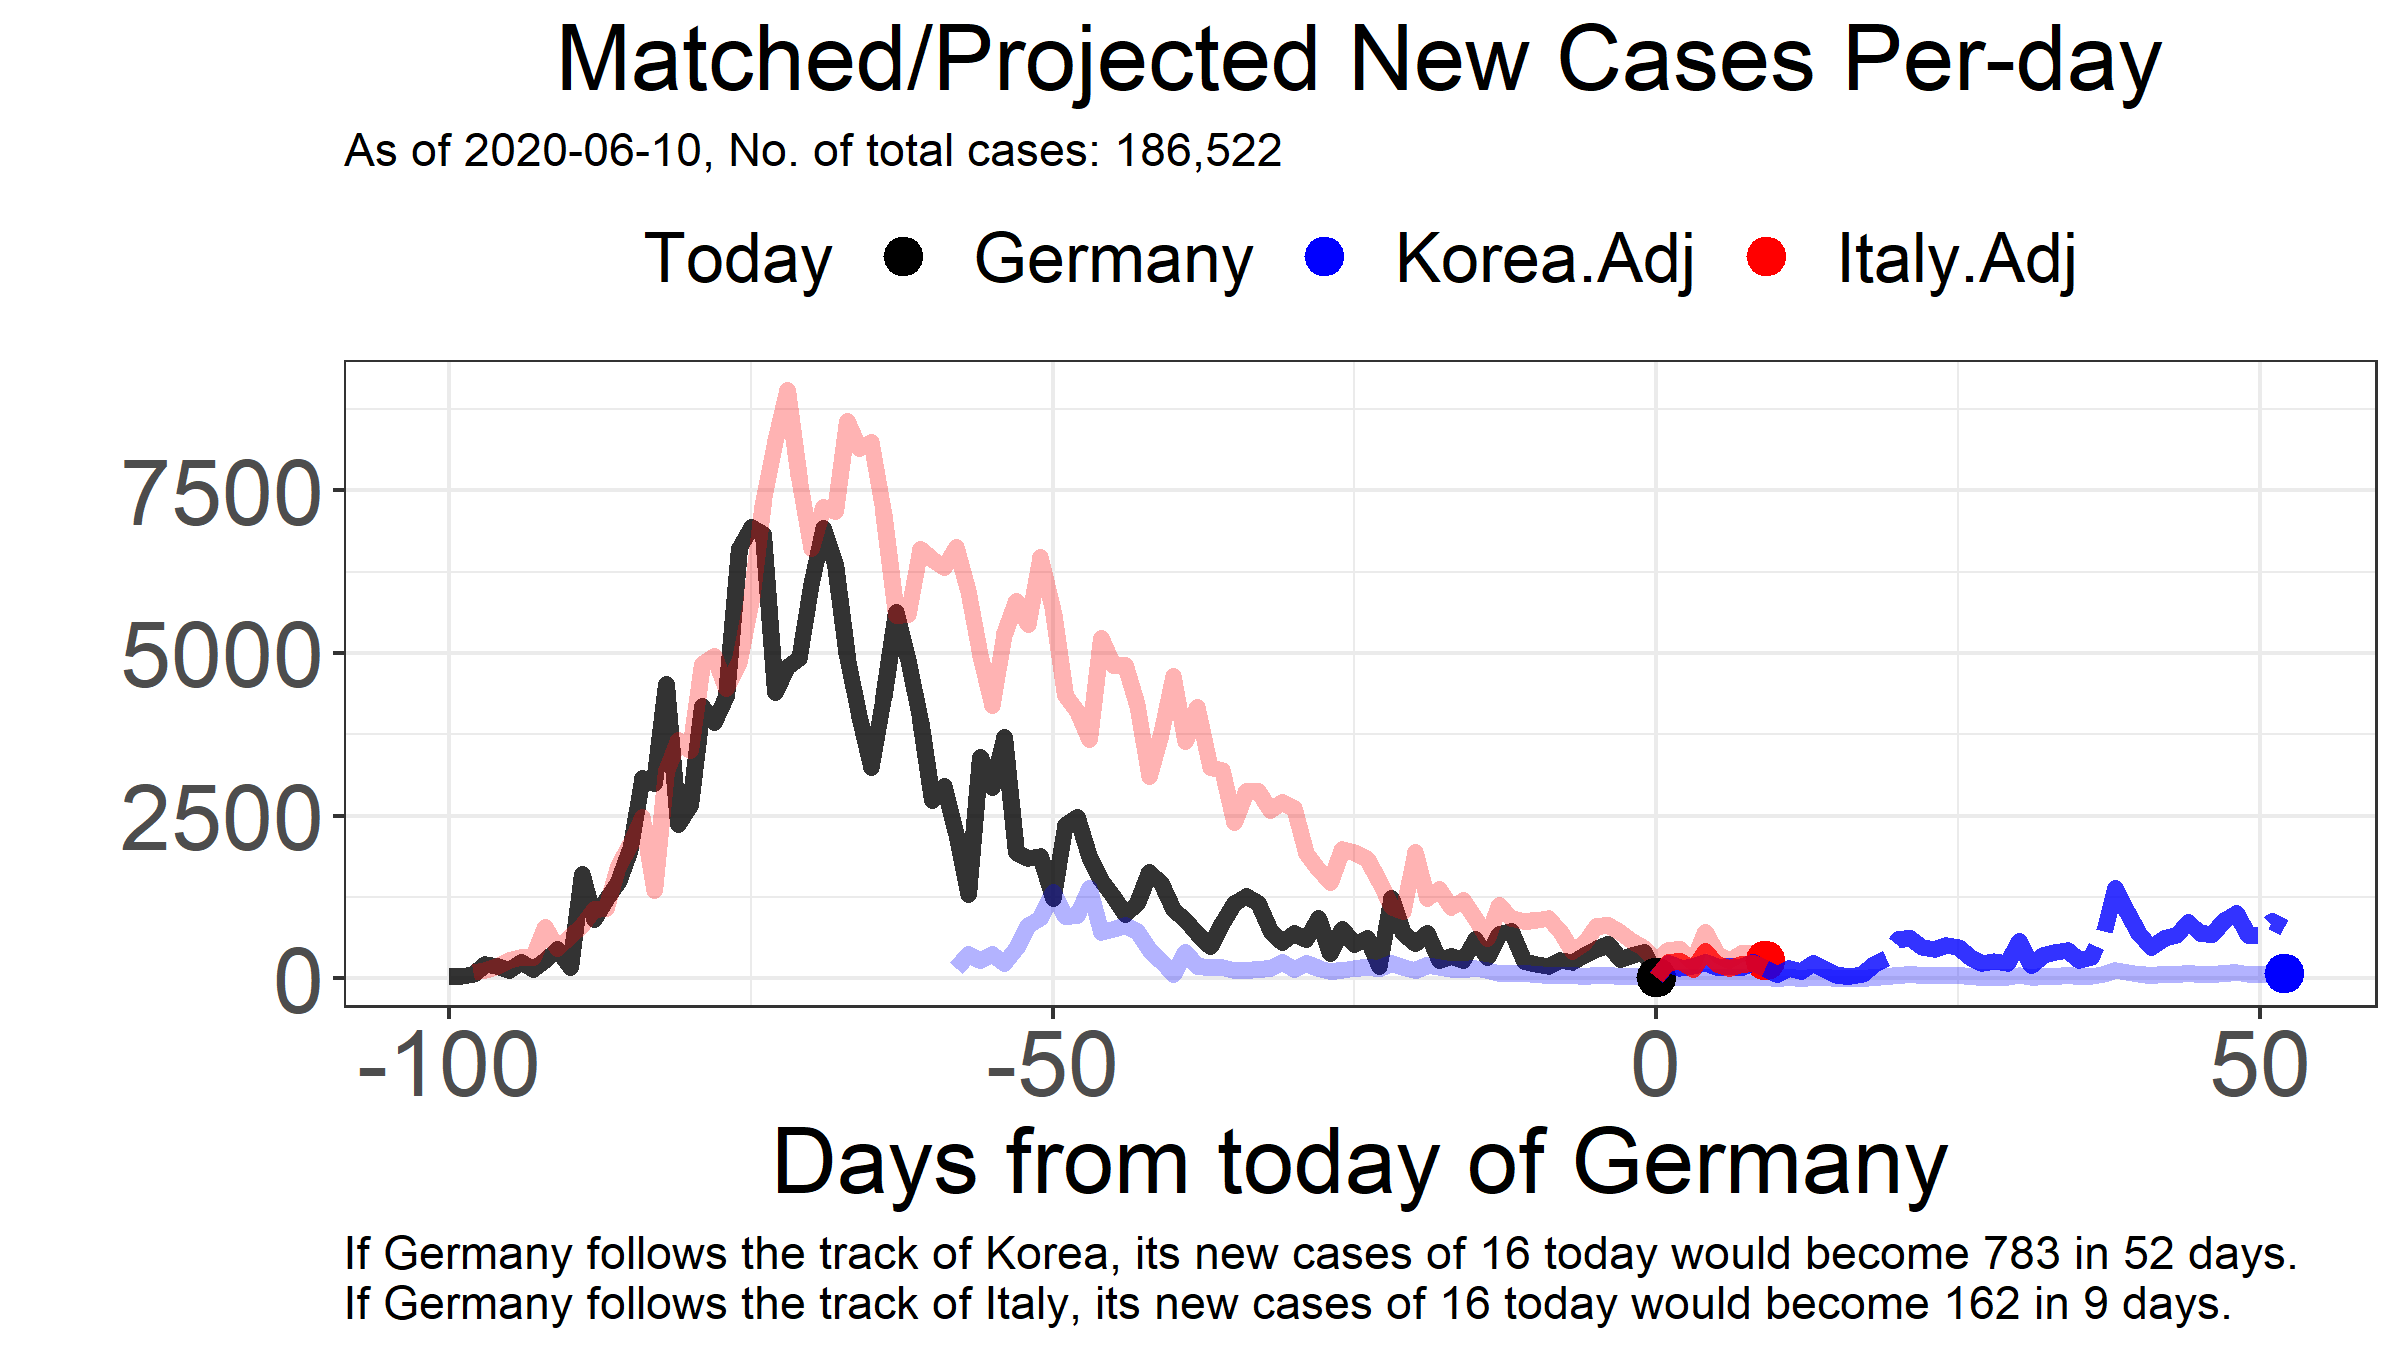 Matched/Projected New Cases Per-day
As of 2020-06-10, No. of total cases: 186,522
Today Germany Korea.Adj Italy.Adj
7500
5000
2500
0
-100 -50 0 50
Days from today of Germany
If Germany follows the track of Korea, its new cases of 16 today would become 783 in 52 days.
If Germany follows the track of Italy, its new cases of 16 today would become 162 in 9 days.